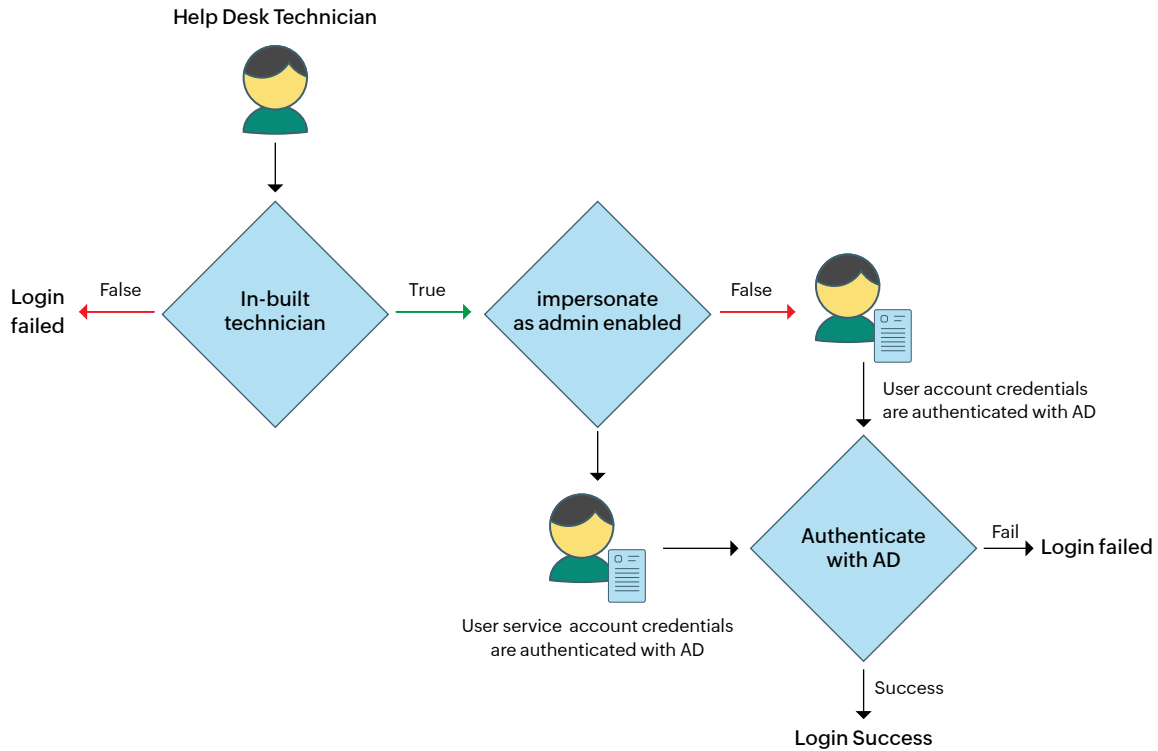 Help Desk Technician
Login
failed
False
In-built
technician
True
impersonate
as admin enabled
False
User account credentials
are authenticated with AD
User service account credentials
are authenticated with AD
Authenticate
with AD
Fail
Login failed
Success
Login Success